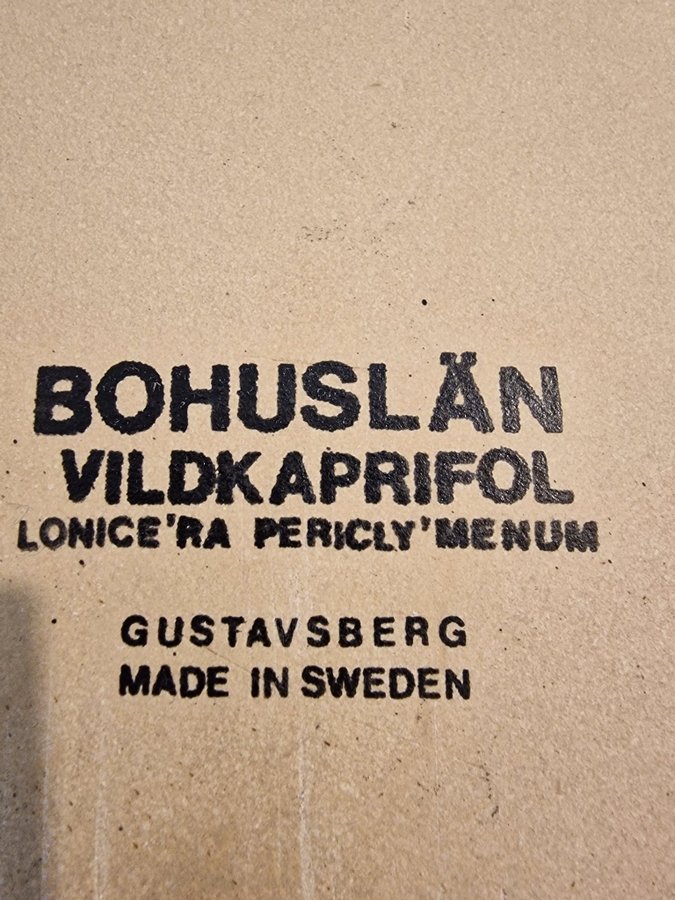 BOHUSLÄN
VILDKAPRIFOL
LONICE'RA PERICLY'MENUM
GUSTAVSBERG
MADE IN SWEDEN